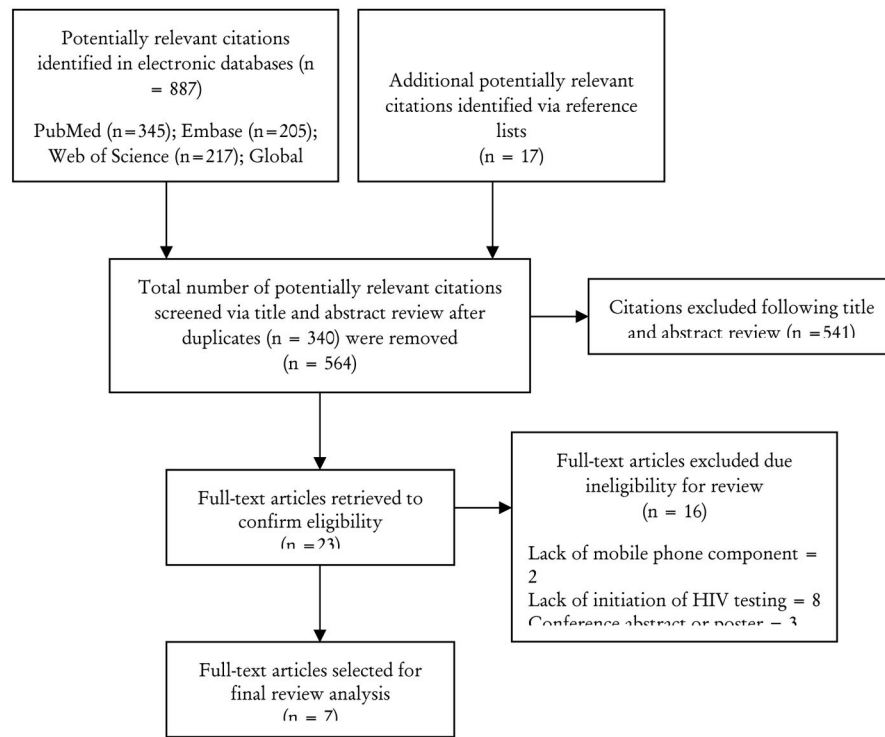 Potentially relevant citations
identified in electronic databases (n
= 887)
PubMed (n=345); Embase (n=205);
Web of Science (n=217); Global
Additional potentially relevant
citations identified via reference
lists
(n = 17)
Total number of potentially relevant citations
screened via title and abstract review after
duplicates (n = 340) were removed
(n = 564)
Citations excluded following title
and abstract review (n =541)
Full-text articles excluded due
ineligibility for review
(n = 16)
Lack of mobile phone component =
2
Lack of initiation of HIV testing = 8
Conference abstract or poster = 3
Full-text articles retrieved to
confirm eligibility
(n =23)
Full-text articles selected for
final review analysis
(n = 7)